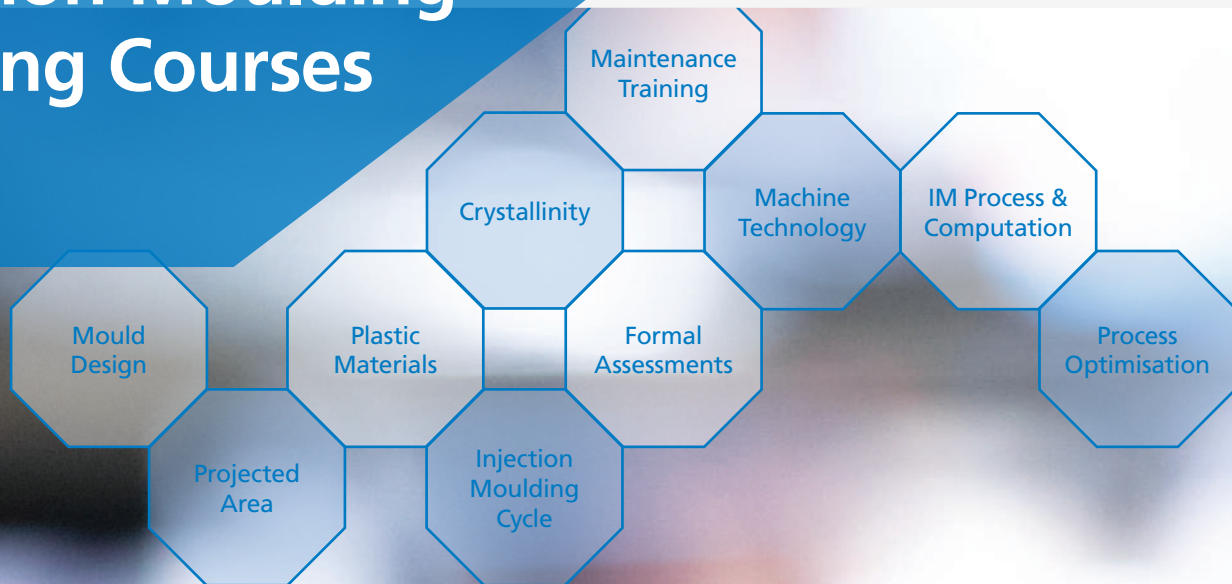 ng Courses
Maintenance
Training
Crystallinity
Machine
Technology
IM Process &
Computation
Mould
Design
Plastic
Materials
Formal
Assessments
Process
Optimisation
Projected
Area
Injection
Moulding
Cycle